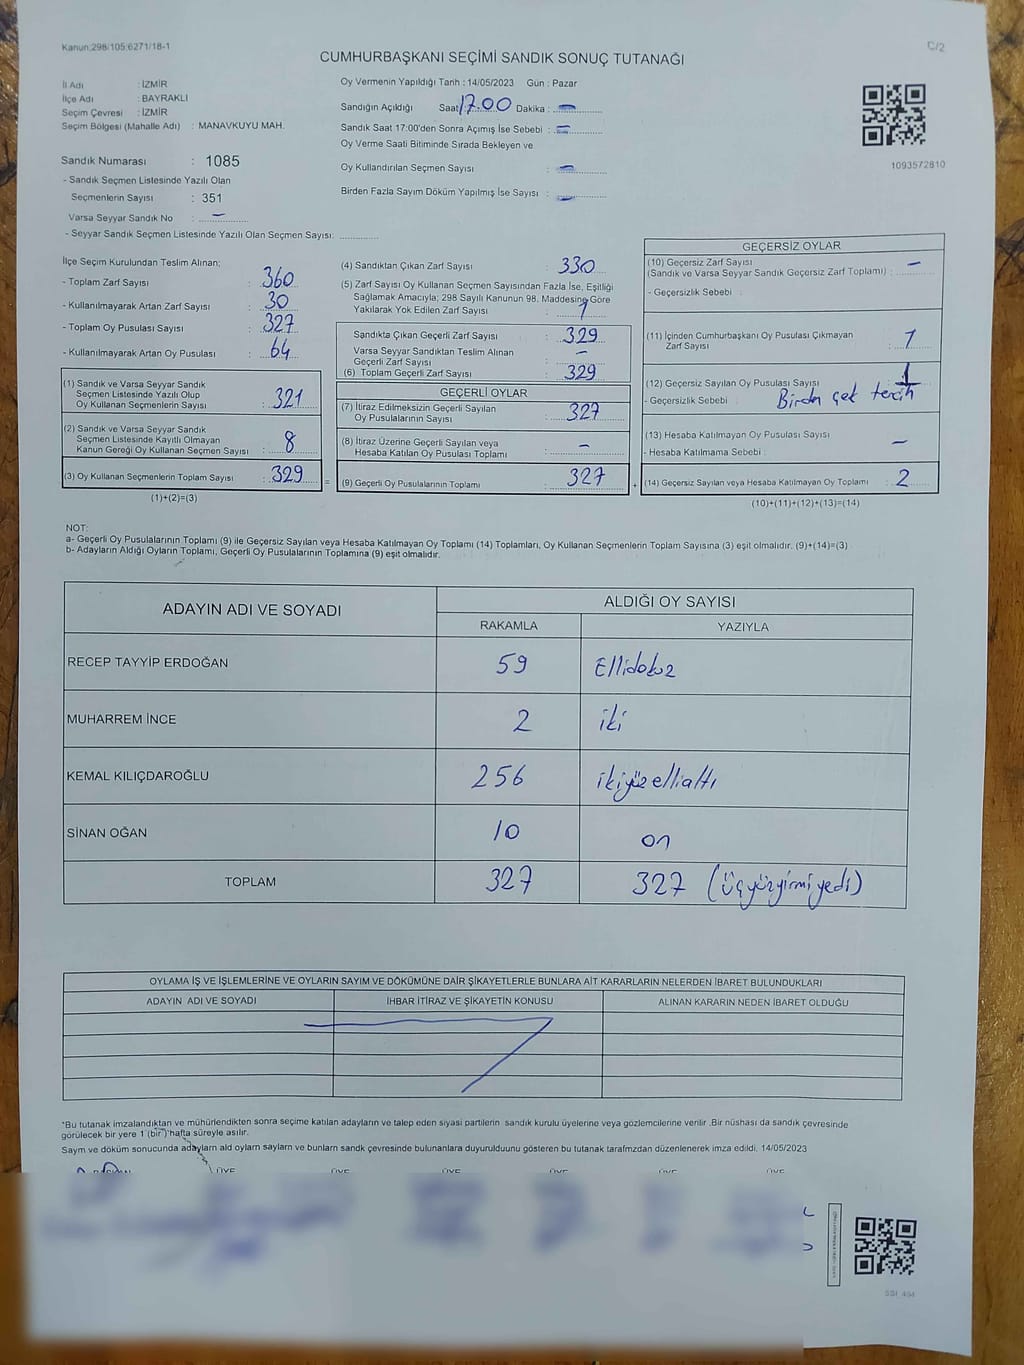 Kanun;298/105;6271/18-1
C/2
CUMHURBAŞKANI SEÇİMİ SANDIK SONUÇ TUTANAĞI
İl Adı : İZMİR
İlçe Adı : BAYRAKLI
Seçim Çevresi : İZMİR
Seçim Bölgesi (Mahalle Adı) : MANAVKUYU MAH.
Sandık Numarası : 1085
- Sandık Seçmen Listesinde Yazılı Olan
Seçmenlerin Sayısı : 351
Varsa Seyyar Sandık No : –
- Seyyar Sandık Seçmen Listesinde Yazılı Olan Seçmen Sayısı: ............
Oy Vermenin Yapıldığı Tarih : 14/05/2023 Gün : Pazar
Sandığın Açıldığı Saat 17.00 Dakika : –
Sandık Saat 17:00'den Sonra Açımış İse Sebebi : –
Oy Verme Saati Bitiminde Sırada Bekleyen ve
Oy Kullandırılan Seçmen Sayısı : –
Birden Fazla Sayım Döküm Yapılmış İse Sayısı : –
1093572810
İlçe Seçim Kurulundan Teslim Alınan;
- Toplam Zarf Sayısı : 360
- Kullanılmayarak Artan Zarf Sayısı : 30
- Toplam Oy Pusulası Sayısı : 327
- Kullanılmayarak Artan Oy Pusulası : 64
(1) Sandık ve Varsa Seyyar Sandık
Seçmen Listesinde Yazılı Olup
Oy Kullanan Seçmenlerin Sayısı : 321
(2) Sandık ve Varsa Seyyar Sandık
Seçmen Listesinde Kayıtlı Olmayan
Kanun Gereği Oy Kullanan Seçmen Sayısı : 8
(3) Oy Kullanan Seçmenlerin Toplam Sayısı : 329
(1)+(2)=(3)
(4) Sandıktan Çıkan Zarf Sayısı : 330
(5) Zarf Sayısı Oy Kullanan Seçmen Sayısından Fazla İse, Eşitliği
Sağlamak Amacıyla; 298 Sayılı Kanunun 98. Maddesine Göre
Yakılarak Yok Edilen Zarf Sayısı : 1
Sandıkta Çıkan Geçerli Zarf Sayısı : 329
Varsa Seyyar Sandıktan Teslim Alınan
Geçerli Zarf Sayısı : –
(6) Toplam Geçerli Zarf Sayısı : 329
GEÇERLİ OYLAR
(7) İtiraz Edilmeksizin Geçerli Sayılan
Oy Pusulalarının Sayısı : 327
(8) İtiraz Üzerine Geçerli Sayılan veya
Hesaba Katılan Oy Pusulası Toplamı : –
(9) Geçerli Oy Pusulalarının Toplamı : 327
GEÇERSİZ OYLAR
(10) Geçersiz Zarf Sayısı
(Sandık ve Varsa Seyyar Sandık Geçersiz Zarf Toplamı) : –
- Geçersizlik Sebebi :
(11) İçinden Cumhurbaşkanı Oy Pusulası Çıkmayan
Zarf Sayısı : 1
(12) Geçersiz Sayılan Oy Pusulası Sayısı : 1
- Geçersizlik Sebebi : Birden çok tercih
(13) Hesaba Katılmayan Oy Pusulası Sayısı : –
- Hesaba Katılmama Sebebi :
(14) Geçersiz Sayılan veya Hesaba Katılmayan Oy Toplamı : 2
(10)+(11)+(12)+(13)=(14)
NOT:
a- Geçerli Oy Pusulalarının Toplamı (9) ile Geçersiz Sayılan veya Hesaba Katılmayan Oy Toplamı (14) Toplamları, Oy Kullanan Seçmenlerin Toplam Sayısına (3) eşit olmalıdır. (9)+(14)=(3)
b- Adayların Aldığı Oyların Toplamı, Geçerli Oy Pusulalarının Toplamına (9) eşit olmalıdır.
ADAYIN ADI VE SOYADI ALDIĞI OY SAYISI
RAKAMLA YAZIYLA
RECEP TAYYİP ERDOĞAN 59 Ellidokuz
MUHARREM İNCE 2 iki
KEMAL KILIÇDAROĞLU 256 ikiyüzellialtı
SİNAN OĞAN 10 on
TOPLAM 327 327 (üçyüzyirmiyedi)
OYLAMA İŞ VE İŞLEMLERİNE VE OYLARIN SAYIM VE DÖKÜMÜNE DAİR ŞİKAYETLERLE BUNLARA AİT KARARLARIN NELERDEN İBARET BULUNDUKLARI
ADAYIN ADI VE SOYADI İHBAR İTİRAZ VE ŞİKAYETİN KONUSU ALINAN KARARIN NEDEN İBARET OLDUĞU
*Bu tutanak imzalandıktan ve mühürlendikten sonra seçime katılan adayların ve talep eden siyasi partilerin sandık kurulu üyelerine veya gözlemcilerine verilir .Bir nüshası da sandık çevresinde
görülecek bir yere 1 (bir) hafta süreyle asılır.
Sayım ve döküm sonucunda adayların ald oyların sayların ve bunların sandk çevresinde bulunanlara duyurulduunu gösteren bu tutanak tarafmzdan düzenlenerek imza edildi. 14/05/2023
ÜYE ÜYE ÜYE ÜYE ÜYE ÜYE